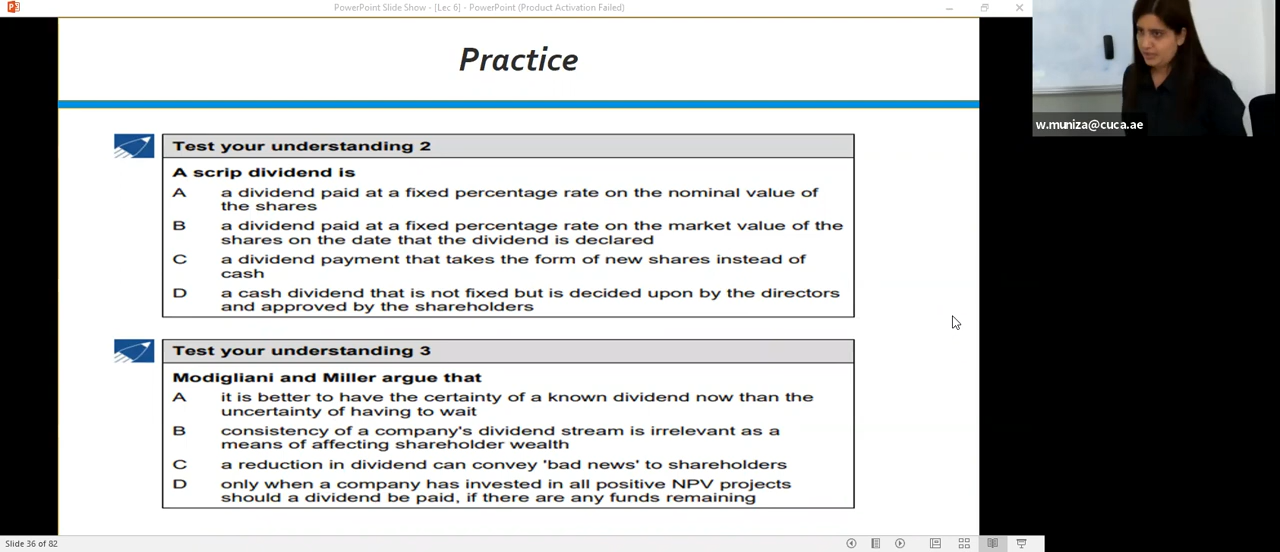 PowerPoint Slide Show - [Lec 6] - PowerPoint (Product Activation Failed)
w.muniza@cuca.ae
Practice
Test your understanding 2
A scrip dividend is
A a dividend paid at a fixed percentage rate on the nominal value of
the shares
B a dividend paid at a fixed percentage rate on the market value of the
shares on the date that the dividend is declared
C a dividend payment that takes the form of new shares instead of
cash
D a cash dividend that is not fixed but is decided upon by the directors
and approved by the shareholders
Test your understanding 3
Modigliani and Miller argue that
A it is better to have the certainty of a known dividend now than the
uncertainty of having to wait
B consistency of a company's dividend stream is irrelevant as a
means of affecting shareholder wealth
C a reduction in dividend can convey 'bad news' to shareholders
D only when a company has invested in all positive NPV projects
should a dividend be paid, if there are any funds remaining
Slide 36 of 82